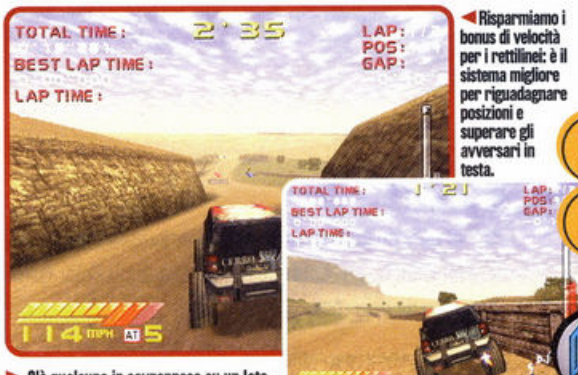 TOTAL TIME:
2'35
LAP:
POS:
GAP:
BEST LAP TIME:
LAP TIME:
CERRO
114 MPH AT 5
◄ Risparmiamo i
bonus di velocità
per i rettilinei: è il
sistema migliore
per riguadagnare
posizioni e
superare gli
avversari in
testa.
TOTAL TIME:
1'21
LAP:
POS:
GAP:
BEST LAP TIME:
LAP TIME: